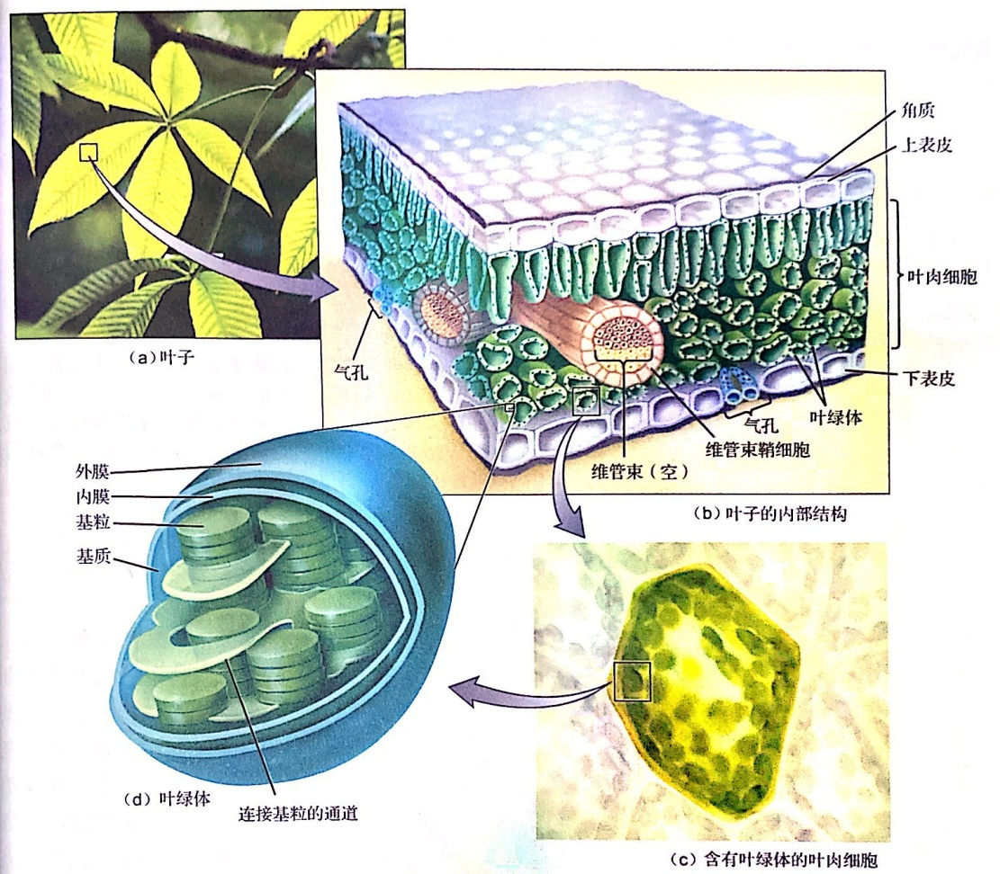 角质
上表皮
叶肉细胞
(a)叶子
气孔
下表皮
叶绿体
气孔
维管束鞘细胞
维管束(空)
外膜
内膜
基粒
基质
(b)叶子的内部结构
(d)叶绿体
连接基粒的通道
(c)含有叶绿体的叶肉细胞